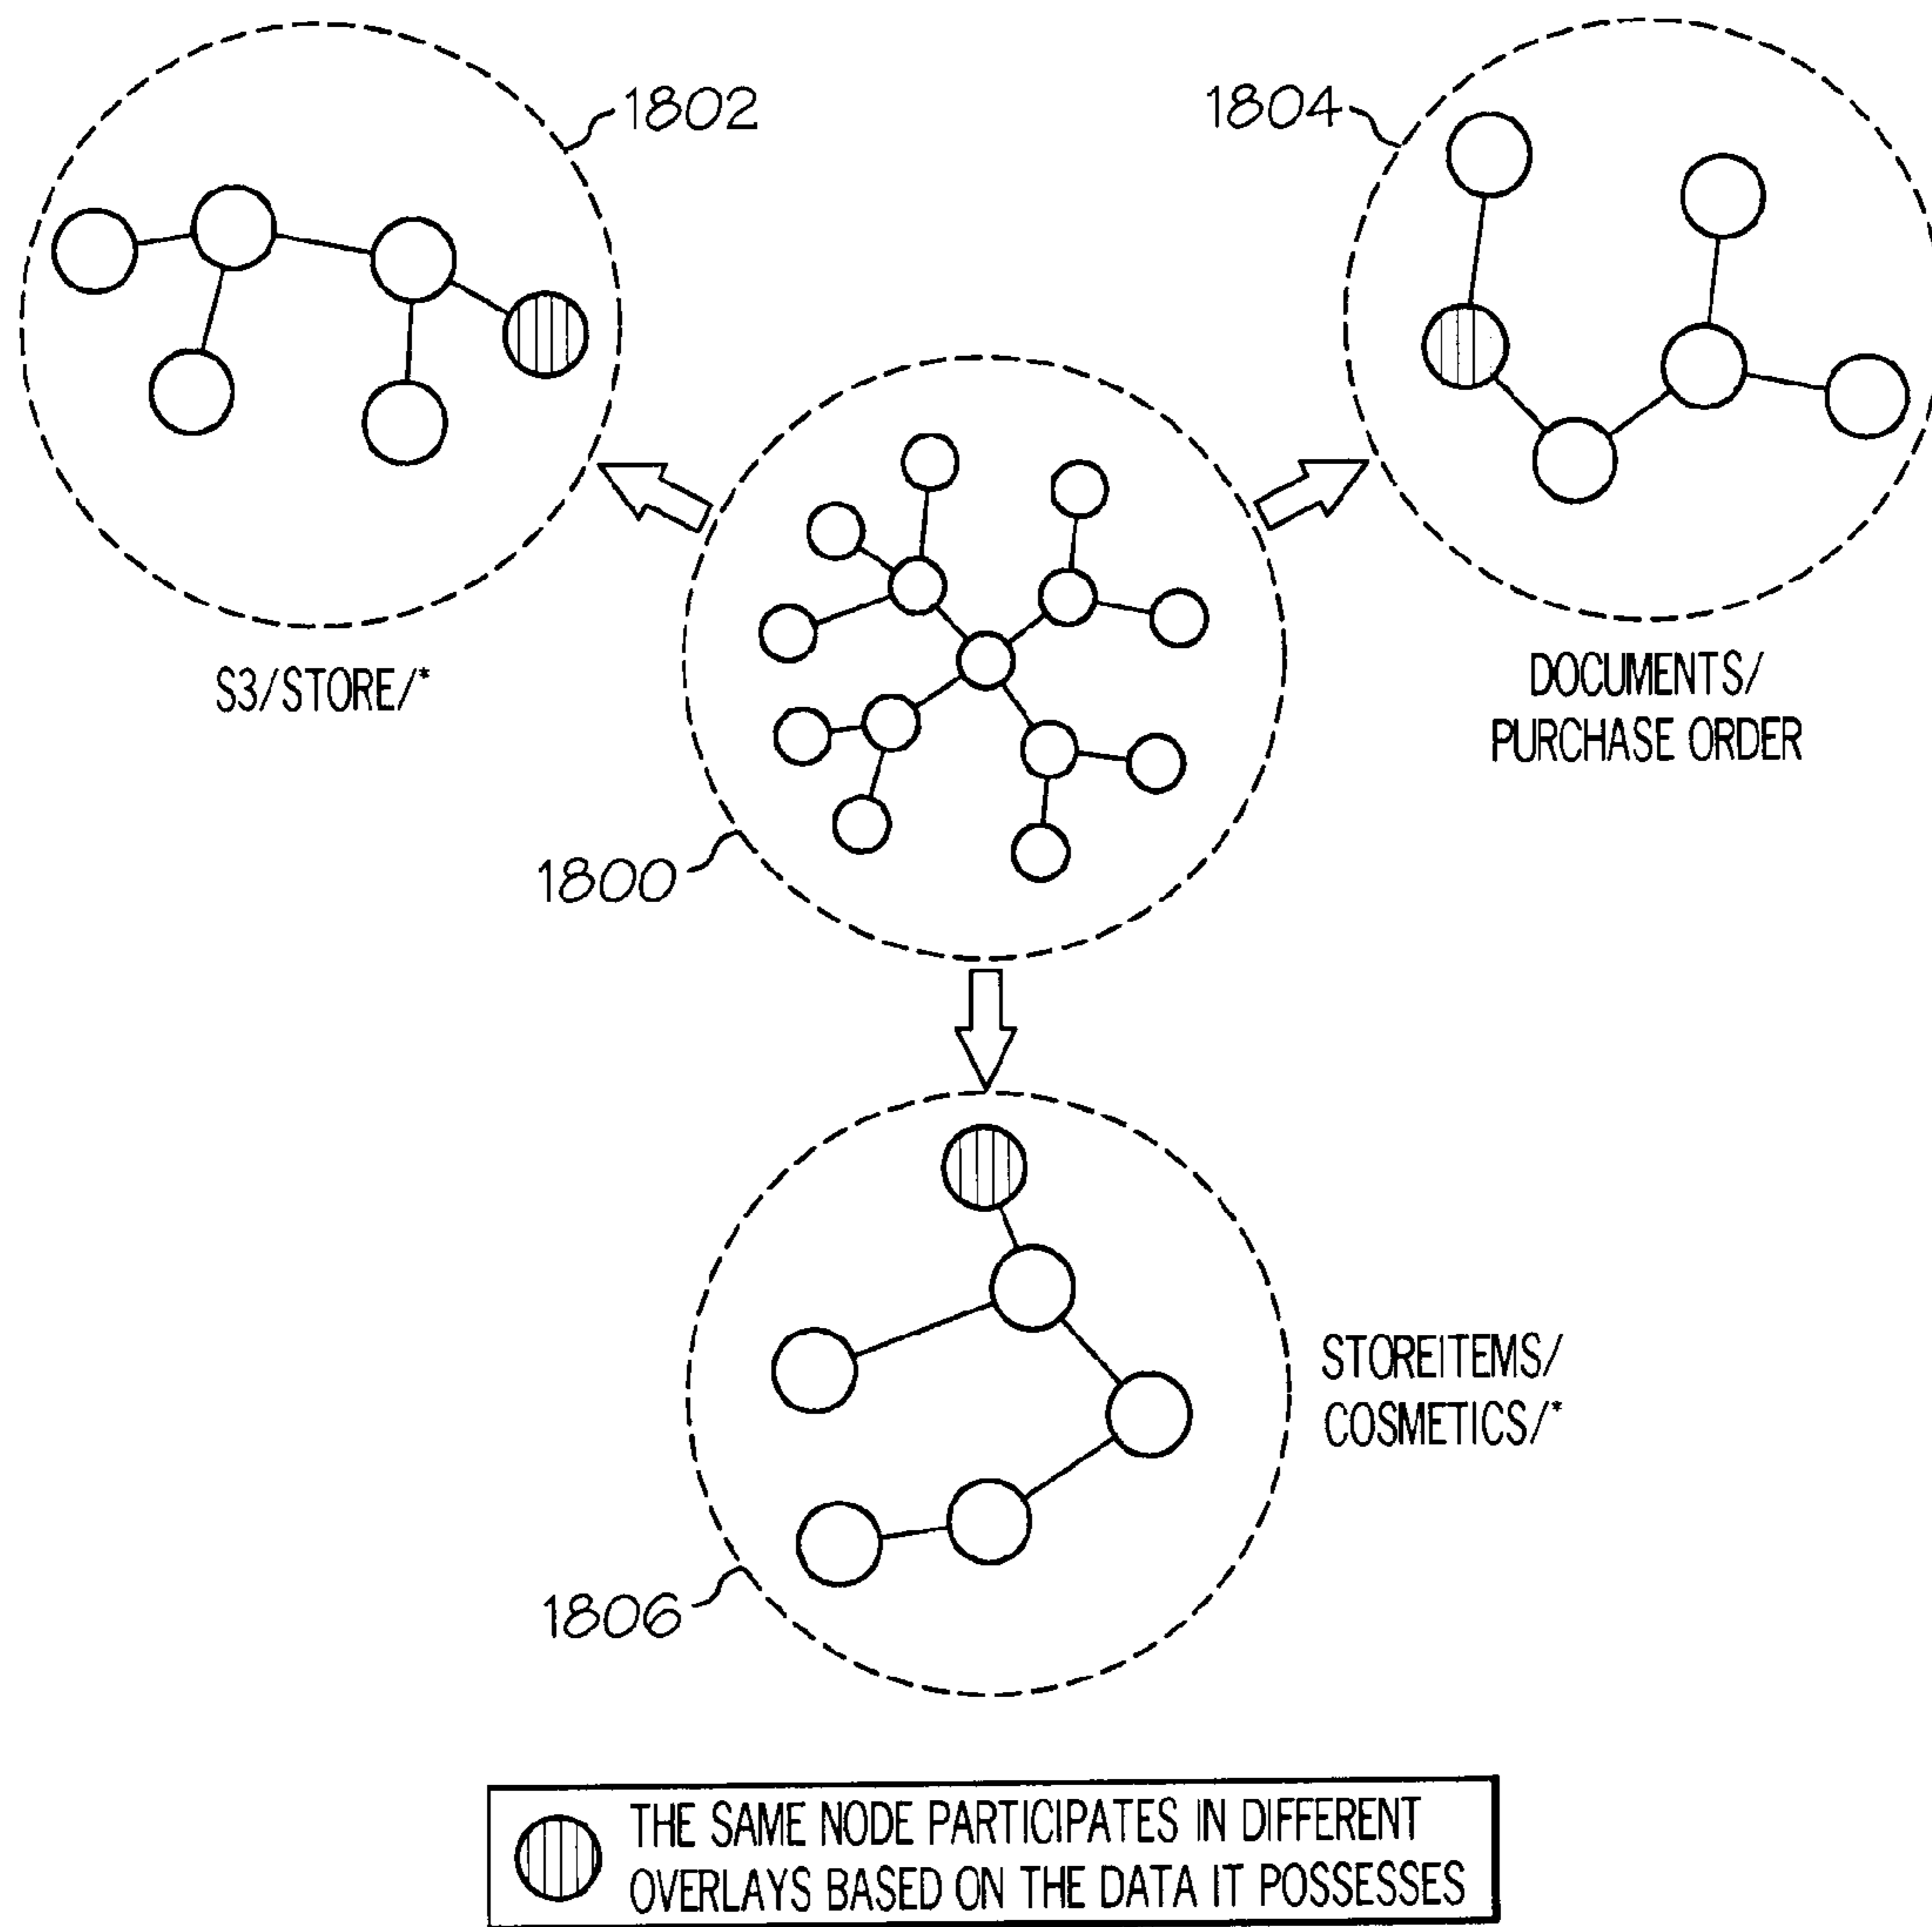 1802
1804
S3/STORE/*
DOCUMENTS/
PURCHASE ORDER
1800
STOREITEMS/
COSMETICS/*
1806
THE SAME NODE PARTICIPATES IN DIFFERENT
OVERLAYS BASED ON THE DATA IT POSSESSES